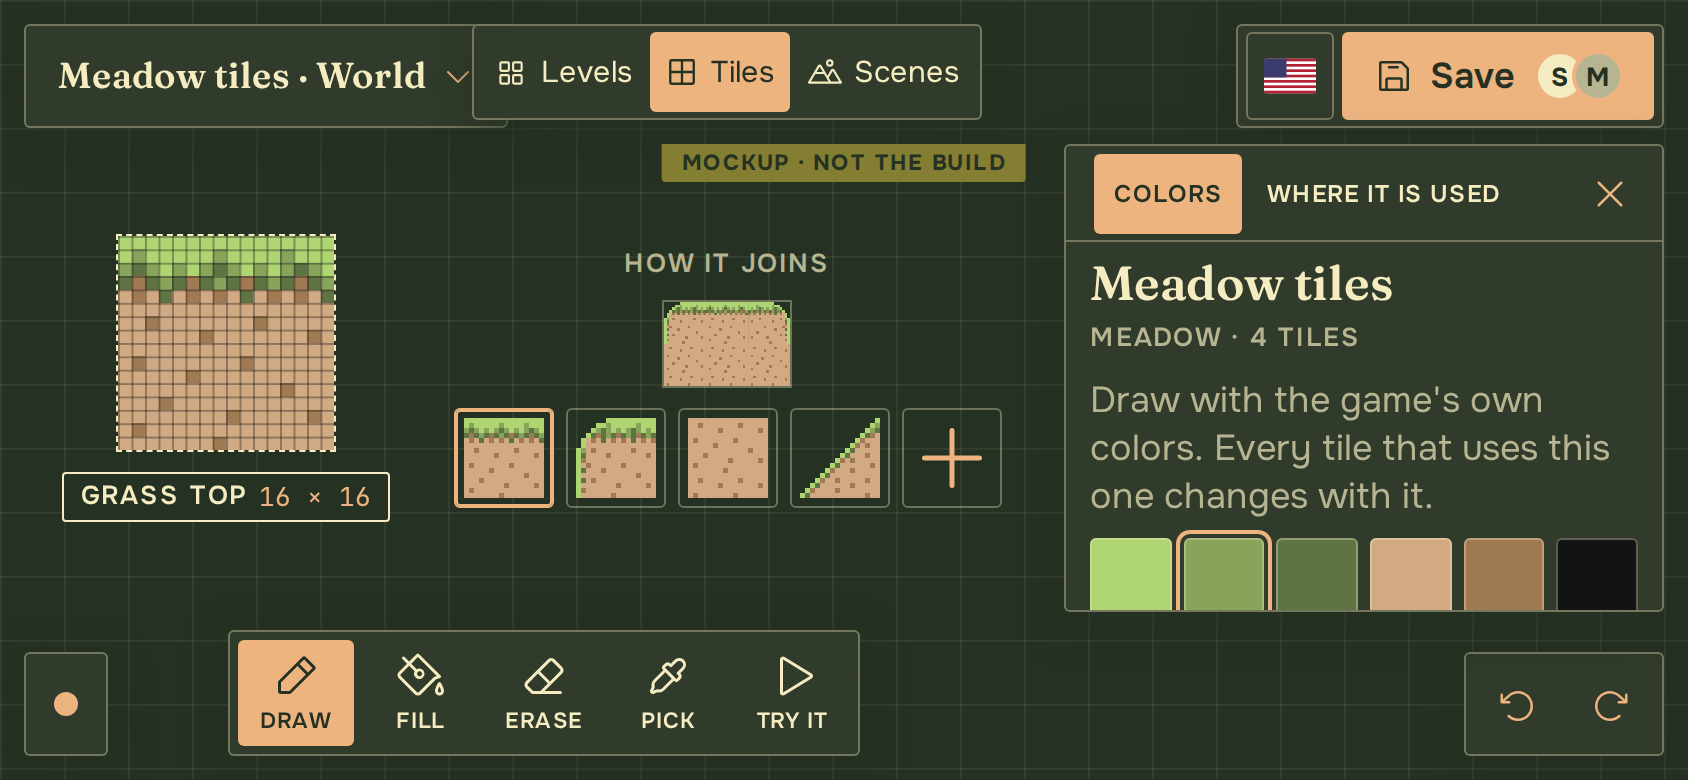 Meadow tiles · World
Levels
Tiles
Scenes
Save
S
M
MOCKUP · NOT THE BUILD
COLORS
WHERE IT IS USED
HOW IT JOINS
Meadow tiles
MEADOW · 4 TILES
Draw with the game's own
colors. Every tile that uses this
one changes with it.
GRASS TOP 16 × 16
DRAW
FILL
ERASE
PICK
TRY IT